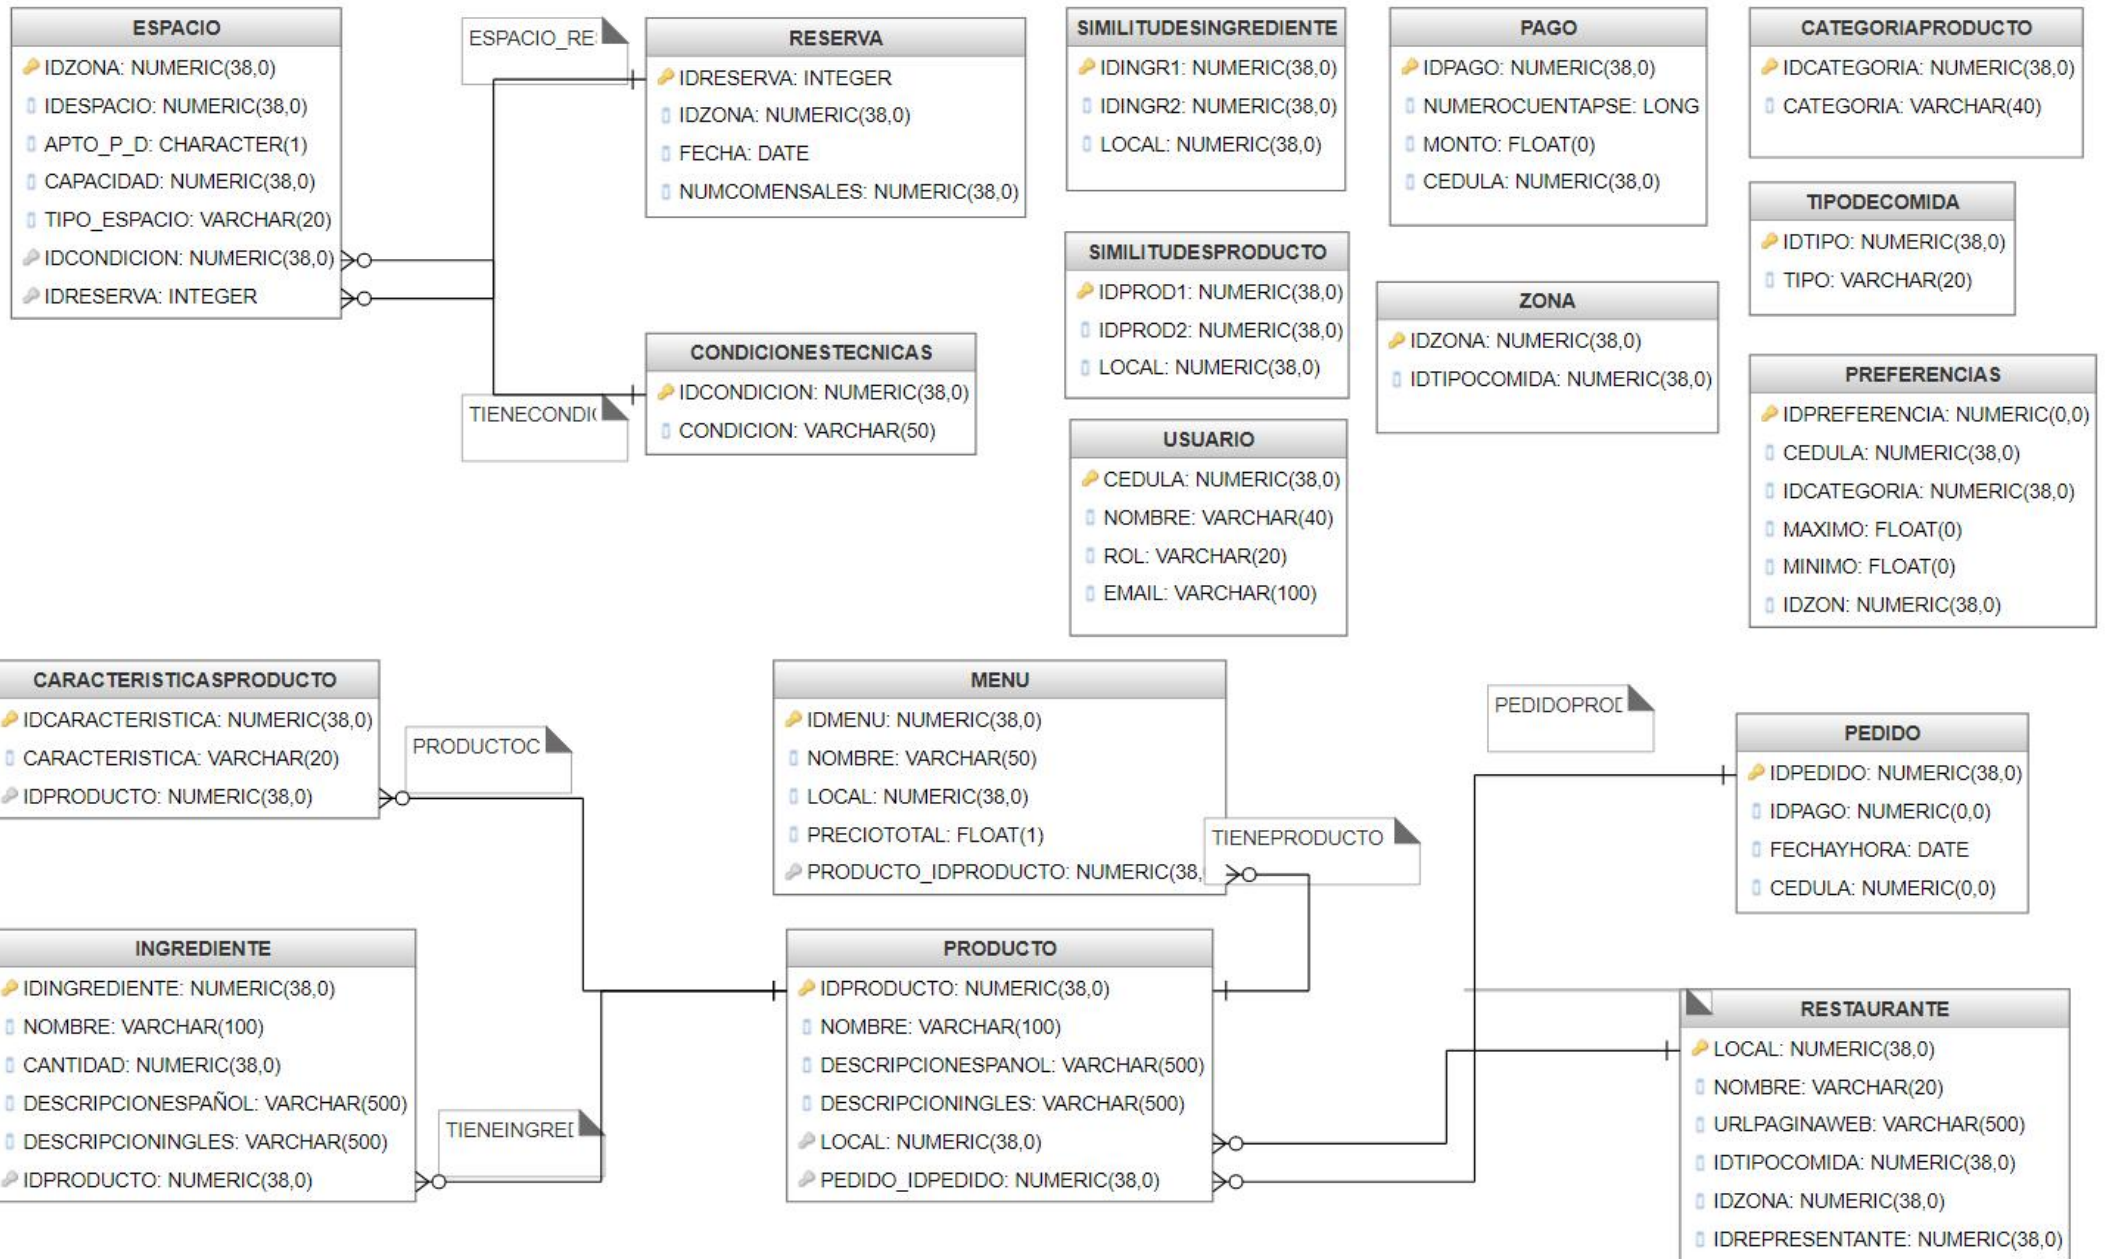 ESPACIO
IDZONA: NUMERIC(38,0)
IDESPACIO: NUMERIC(38,0)
APTO_P_D: CHARACTER(1)
CAPACIDAD: NUMERIC(38,0)
TIPO_ESPACIO: VARCHAR(20)
IDCONDICION: NUMERIC(38,0)
IDRESERVA: INTEGER
ESPACIO_RE
RESERVA
IDRESERVA: INTEGER
IDZONA: NUMERIC(38,0)
FECHA: DATE
NUMCOMENSALES: NUMERIC(38,0)
TIENECONDI
CONDICIONESTECNICAS
IDCONDICION: NUMERIC(38,0)
CONDICION: VARCHAR(50)
SIMILITUDESINGREDIENTE
IDINGR1: NUMERIC(38,0)
IDINGR2: NUMERIC(38,0)
LOCAL: NUMERIC(38,0)
SIMILITUDESPRODUCTO
IDPROD1: NUMERIC(38,0)
IDPROD2: NUMERIC(38,0)
LOCAL: NUMERIC(38,0)
USUARIO
CEDULA: NUMERIC(38,0)
NOMBRE: VARCHAR(40)
ROL: VARCHAR(20)
EMAIL: VARCHAR(100)
PAGO
IDPAGO: NUMERIC(38,0)
NUMEROCUENTAPSE: LONG
MONTO: FLOAT(0)
CEDULA: NUMERIC(38,0)
ZONA
IDZONA: NUMERIC(38,0)
IDTIPOCOMIDA: NUMERIC(38,0)
CATEGORIAPRODUCTO
IDCATEGORIA: NUMERIC(38,0)
CATEGORIA: VARCHAR(40)
TIPODECOMIDA
IDTIPO: NUMERIC(38,0)
TIPO: VARCHAR(20)
PREFERENCIAS
IDPREFERENCIA: NUMERIC(0,0)
CEDULA: NUMERIC(38,0)
IDCATEGORIA: NUMERIC(38,0)
MAXIMO: FLOAT(0)
MINIMO: FLOAT(0)
IDZON: NUMERIC(38,0)
CARACTERISTICASPRODUCTO
IDCARACTERISTICA: NUMERIC(38,0)
CARACTERISTICA: VARCHAR(20)
IDPRODUCTO: NUMERIC(38,0)
PRODUCTOC
INGREDIENTE
IDINGREDIENTE: NUMERIC(38,0)
NOMBRE: VARCHAR(100)
CANTIDAD: NUMERIC(38,0)
DESCRIPCIONESPAÑOL: VARCHAR(500)
DESCRIPCIONINGLES: VARCHAR(500)
IDPRODUCTO: NUMERIC(38,0)
TIENEINGRE
MENU
IDMENU: NUMERIC(38,0)
NOMBRE: VARCHAR(50)
LOCAL: NUMERIC(38,0)
PRECIOTOTAL: FLOAT(1)
PRODUCTO_IDPRODUCTO: NUMERIC(38,
TIENEPRODUCTO
PRODUCTO
IDPRODUCTO: NUMERIC(38,0)
NOMBRE: VARCHAR(100)
DESCRIPCIONESPANOL: VARCHAR(500)
DESCRIPCIONINGLES: VARCHAR(500)
LOCAL: NUMERIC(38,0)
PEDIDO_IDPEDIDO: NUMERIC(38,0)
PEDIDOPRO
PEDIDO
IDPEDIDO: NUMERIC(38,0)
IDPAGO: NUMERIC(0,0)
FECHAYHORA: DATE
CEDULA: NUMERIC(0,0)
RESTAURANTE
LOCAL: NUMERIC(38,0)
NOMBRE: VARCHAR(20)
URLPAGINAWEB: VARCHAR(500)
IDTIPOCOMIDA: NUMERIC(38,0)
IDZONA: NUMERIC(38,0)
IDREPRESENTANTE: NUMERIC(38,0)